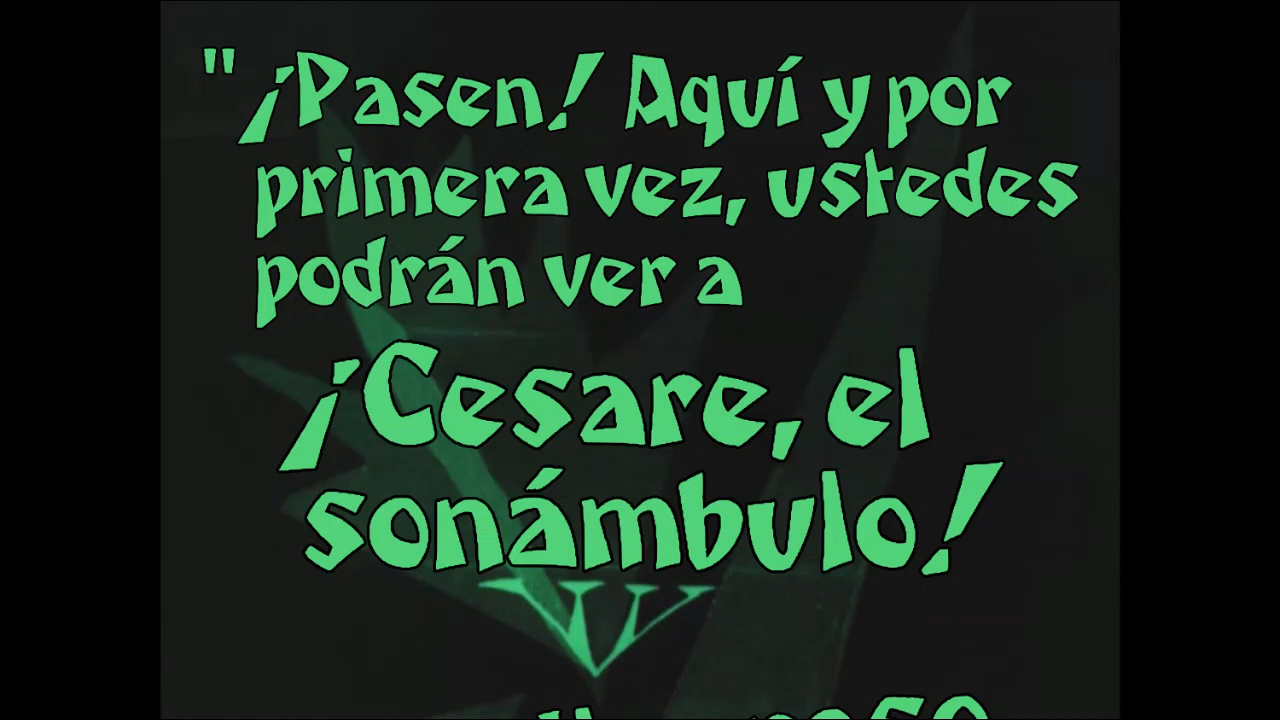 "¡Pasen! Aquí y por
primera vez, ustedes
podrán ver a
¡Cesare, el
sonámbulo!